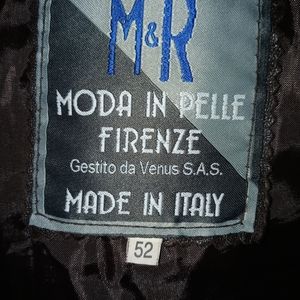 M&R
MODA IN PELLE
FIRENZE
Gestito da Venus S.A.S.
MADE IN ITALY
52